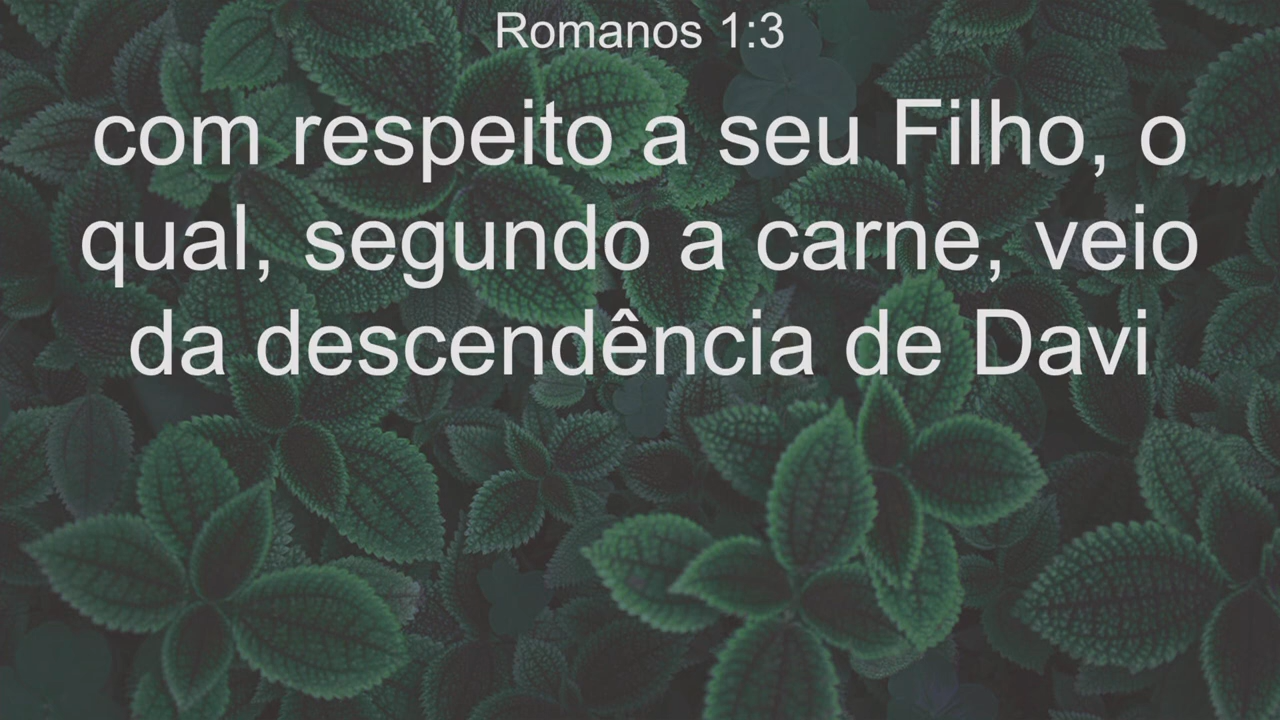 Romanos 1:3
com respeito a seu Filho, o
qual, segundo a carne, veio
da descendência de Davi